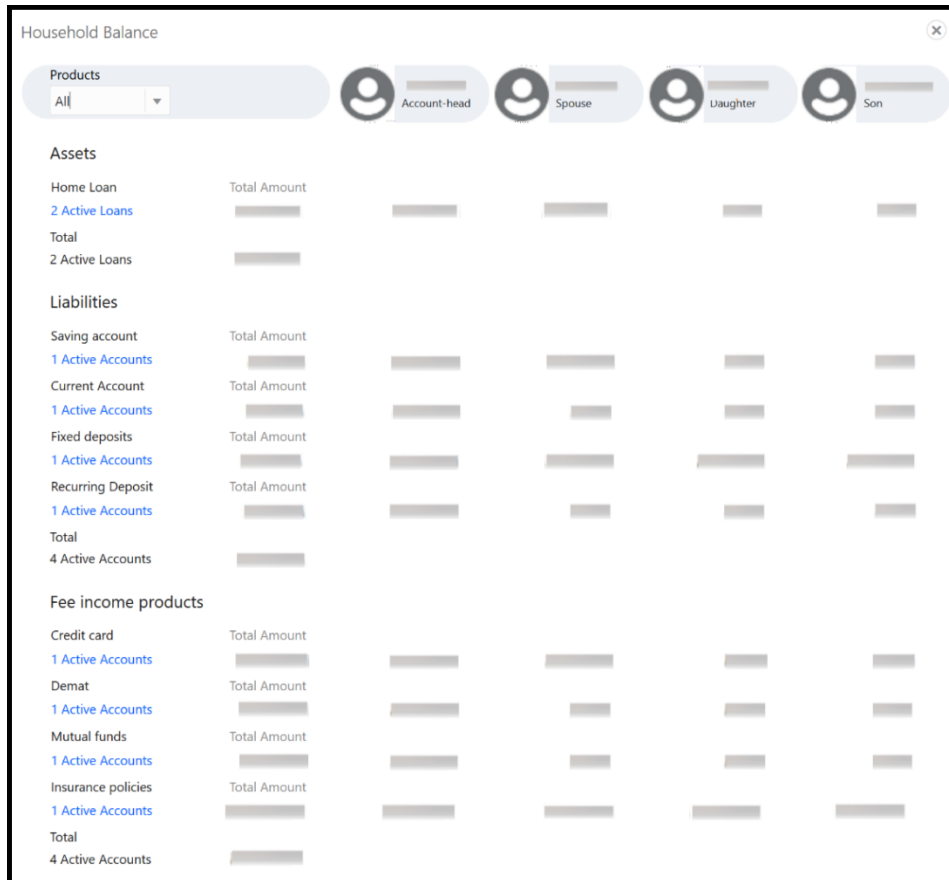 Household Balance
Products
All
Account-head
Spouse
Daughter
Son
Assets
Home Loan Total Amount
2 Active Loans
Total
2 Active Loans
Liabilities
Saving account Total Amount
1 Active Accounts
Current Account Total Amount
1 Active Accounts
Fixed deposits Total Amount
1 Active Accounts
Recurring Deposit Total Amount
1 Active Accounts
Total
4 Active Accounts
Fee income products
Credit card Total Amount
1 Active Accounts
Demat Total Amount
1 Active Accounts
Mutual funds Total Amount
1 Active Accounts
Insurance policies Total Amount
1 Active Accounts
Total
4 Active Accounts